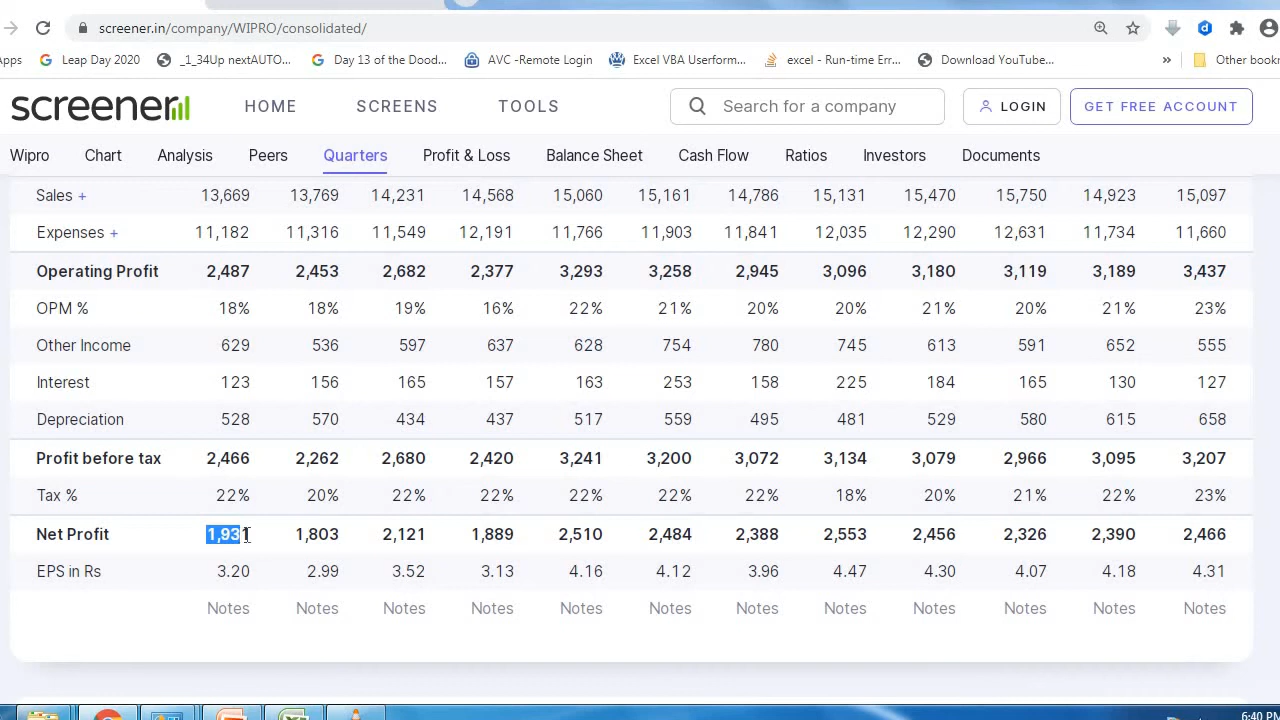 screener.in/company/WIPRO/consolidated/
Apps Leap Day 2020 _1_34Up nextAUTO... Day 13 of the Dood... AVC -Remote Login Excel VBA Userform... excel - Run-time Err... Download YouTube... » Other bookm
screener HOME SCREENS TOOLS Search for a company LOGIN GET FREE ACCOUNT
Wipro Chart Analysis Peers Quarters Profit & Loss Balance Sheet Cash Flow Ratios Investors Documents
Sales + 13,669 13,769 14,231 14,568 15,060 15,161 14,786 15,131 15,470 15,750 14,923 15,097
Expenses + 11,182 11,316 11,549 12,191 11,766 11,903 11,841 12,035 12,290 12,631 11,734 11,660
Operating Profit 2,487 2,453 2,682 2,377 3,293 3,258 2,945 3,096 3,180 3,119 3,189 3,437
OPM % 18% 18% 19% 16% 22% 21% 20% 20% 21% 20% 21% 23%
Other Income 629 536 597 637 628 754 780 745 613 591 652 555
Interest 123 156 165 157 163 253 158 225 184 165 130 127
Depreciation 528 570 434 437 517 559 495 481 529 580 615 658
Profit before tax 2,466 2,262 2,680 2,420 3,241 3,200 3,072 3,134 3,079 2,966 3,095 3,207
Tax % 22% 20% 22% 22% 22% 22% 22% 18% 20% 21% 22% 23%
Net Profit 1,931 1,803 2,121 1,889 2,510 2,484 2,388 2,553 2,456 2,326 2,390 2,466
EPS in Rs 3.20 2.99 3.52 3.13 4.16 4.12 3.96 4.47 4.30 4.07 4.18 4.31
Notes Notes Notes Notes Notes Notes Notes Notes Notes Notes Notes Notes
6:40 PM